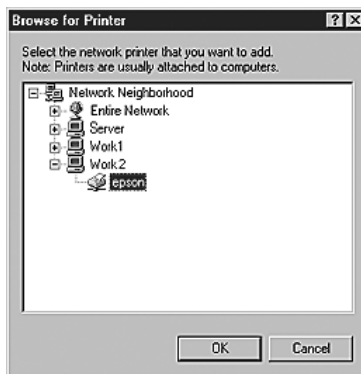 Browse for Printer
Select the network printer that you want to add.
Note: Printers are usually attached to computers.
Network Neighborhood
Entire Network
Server
Work1
Work2
epson
OK Cancel